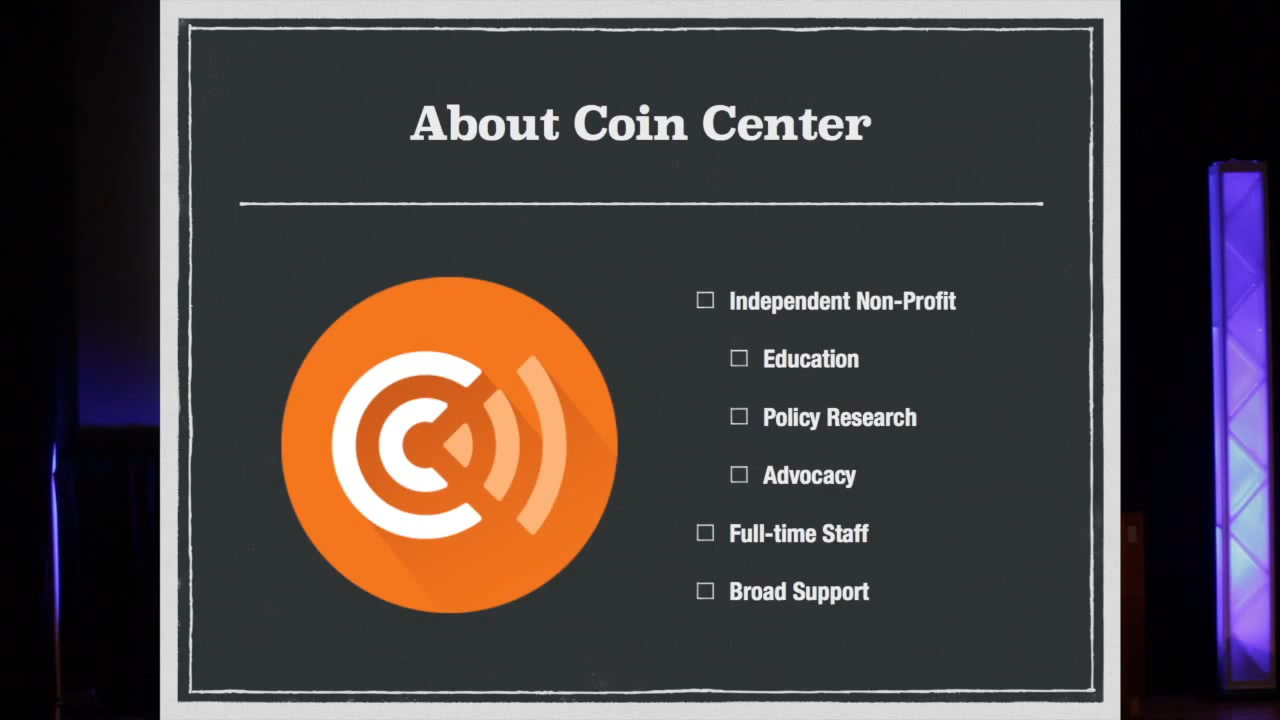 About Coin Center
Independent Non-Profit
Education
Policy Research
Advocacy
Full-time Staff
Broad Support